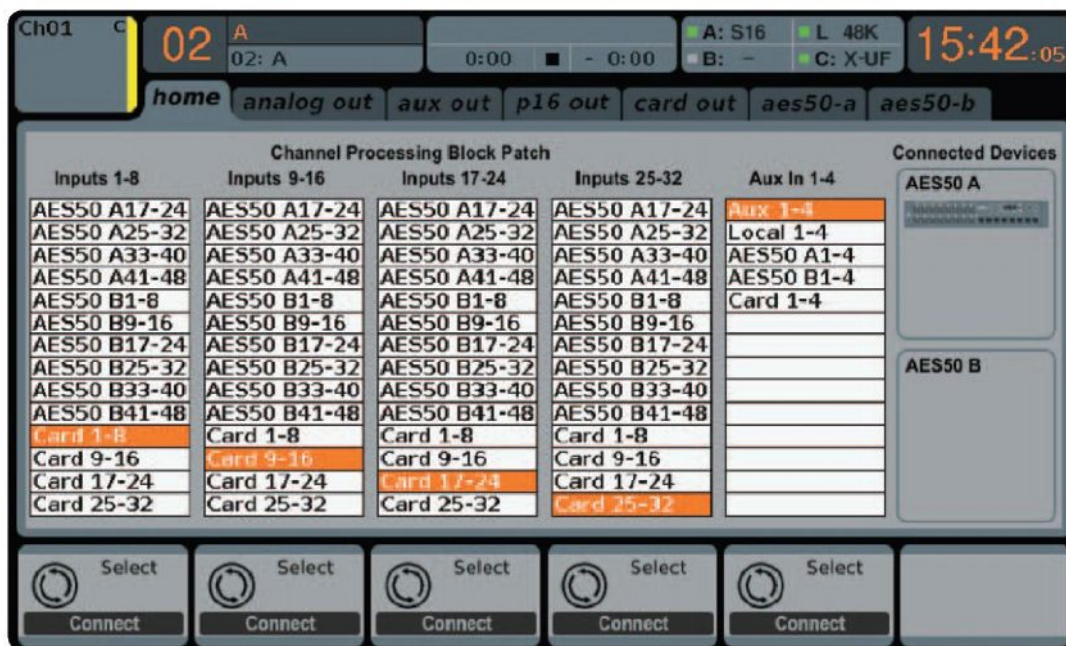 Ch01 C 02 A A: S16 L 48K 15:42:05
02: A 0:00 - 0:00 B: - C: X-UF
home analog out aux out p16 out card out aes50-a aes50-b
Channel Processing Block Patch Connected Devices
Inputs 1-8 Inputs 9-16 Inputs 17-24 Inputs 25-32 Aux In 1-4 AES50 A
AES50 A17-24 AES50 A17-24 AES50 A17-24 AES50 A17-24 Aux 1-4
AES50 A25-32 AES50 A25-32 AES50 A25-32 AES50 A25-32 Local 1-4
AES50 A33-40 AES50 A33-40 AES50 A33-40 AES50 A33-40 AES50 A1-4
AES50 A41-48 AES50 A41-48 AES50 A41-48 AES50 A41-48 AES50 B1-4
AES50 B1-8 AES50 B1-8 AES50 B1-8 AES50 B1-8 Card 1-4
AES50 B9-16 AES50 B9-16 AES50 B9-16 AES50 B9-16
AES50 B17-24 AES50 B17-24 AES50 B17-24 AES50 B17-24
AES50 B25-32 AES50 B25-32 AES50 B25-32 AES50 B25-32 AES50 B
AES50 B33-40 AES50 B33-40 AES50 B33-40 AES50 B33-40
AES50 B41-48 AES50 B41-48 AES50 B41-48 AES50 B41-48
Card 1-8 Card 1-8 Card 1-8 Card 1-8
Card 9-16 Card 9-16 Card 9-16 Card 9-16
Card 17-24 Card 17-24 Card 17-24 Card 17-24
Card 25-32 Card 25-32 Card 25-32 Card 25-32
Select Select Select Select Select
Connect Connect Connect Connect Connect